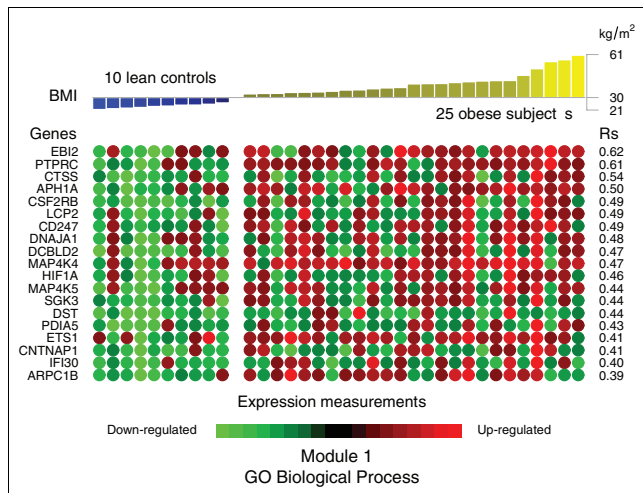 kg/m²
61
10 lean controls
BMI
30
25 obese subject s
21
Genes
Rs
EBI2 0.62
PTPRC 0.61
CTSS 0.54
APH1A 0.50
CSF2RB 0.49
LCP2 0.49
CD247 0.49
DNAJA1 0.48
DCBLD2 0.47
MAP4K4 0.47
HIF1A 0.46
MAP4K5 0.44
SGK3 0.44
DST 0.44
PDIA5 0.43
ETS1 0.41
CNTNAP1 0.41
IFI30 0.40
ARPC1B 0.39
Expression measurements
Down-regulated Up-regulated
Module 1
GO Biological Process